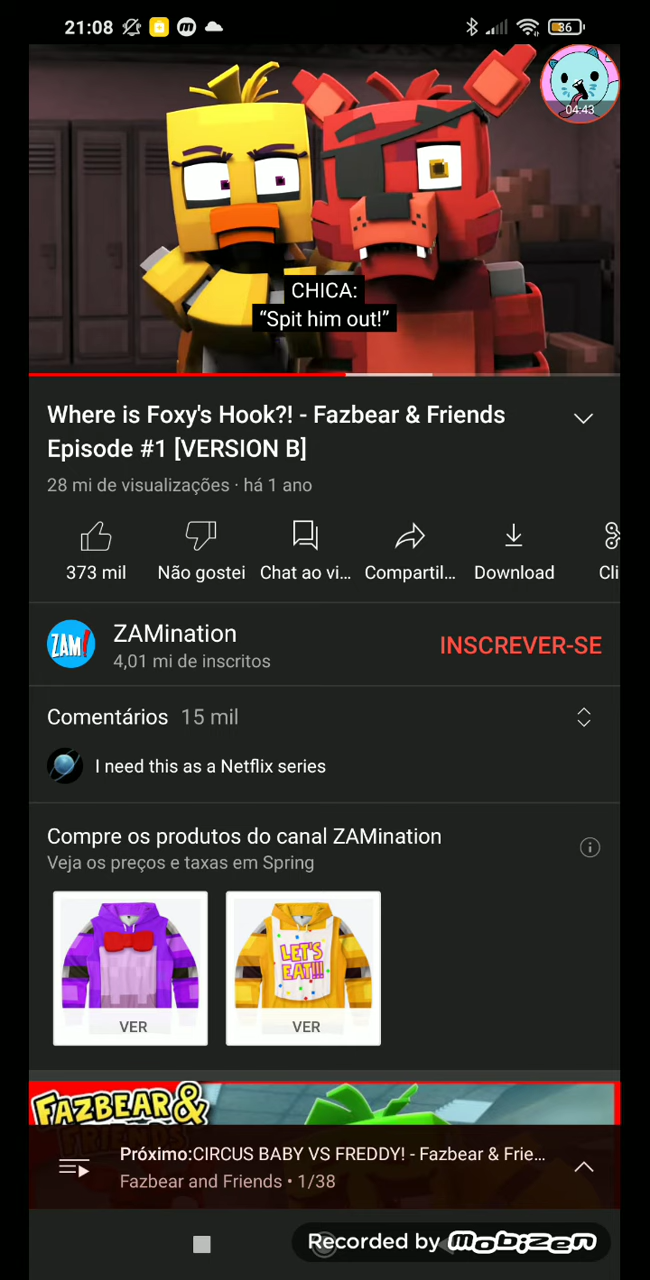 21:08
36
04:43
CHICA:
“Spit him out!”
Where is Foxy's Hook?! - Fazbear & Friends
Episode #1 [VERSION B]
28 mi de visualizações · há 1 ano
373 mil
Não gostei
Chat ao vi...
Compartil...
Download
Cli
ZAM!
ZAMination
4,01 mi de inscritos
INSCREVER-SE
Comentários 15 mil
I need this as a Netflix series
Compre os produtos do canal ZAMination
Veja os preços e taxas em Spring
LET'S
EAT!!!
VER
VER
FAZBEAR &
FRIENDS
Próximo:CIRCUS BABY VS FREDDY! - Fazbear & Frie...
Fazbear and Friends • 1/38
Recorded by Mobizen